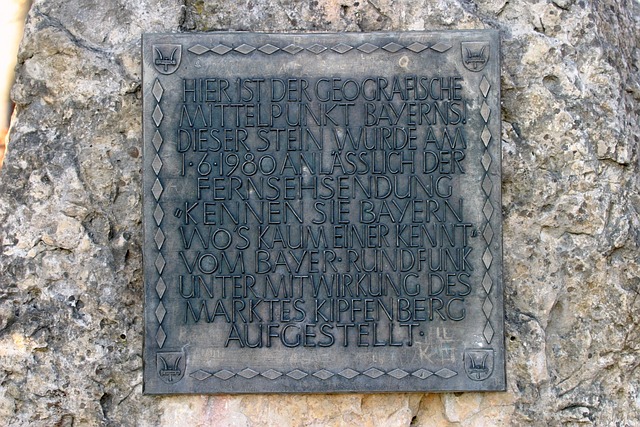 HIER IST DER GEOGRAFISCHE
MITTELPUNKT BAYERNS.
DIESER STEIN WURDE AM
1·6·1980 ANLÄSSLICH DER
FERNSEHSENDUNG
"KENNEN SIE BAYERN
WO'S KAUM EINER KENNT"
VOM BAYER·RUNDFUNK
UNTER MITWIRKUNG DES
MARKTES KIPFENBERG
AUFGESTELLT·